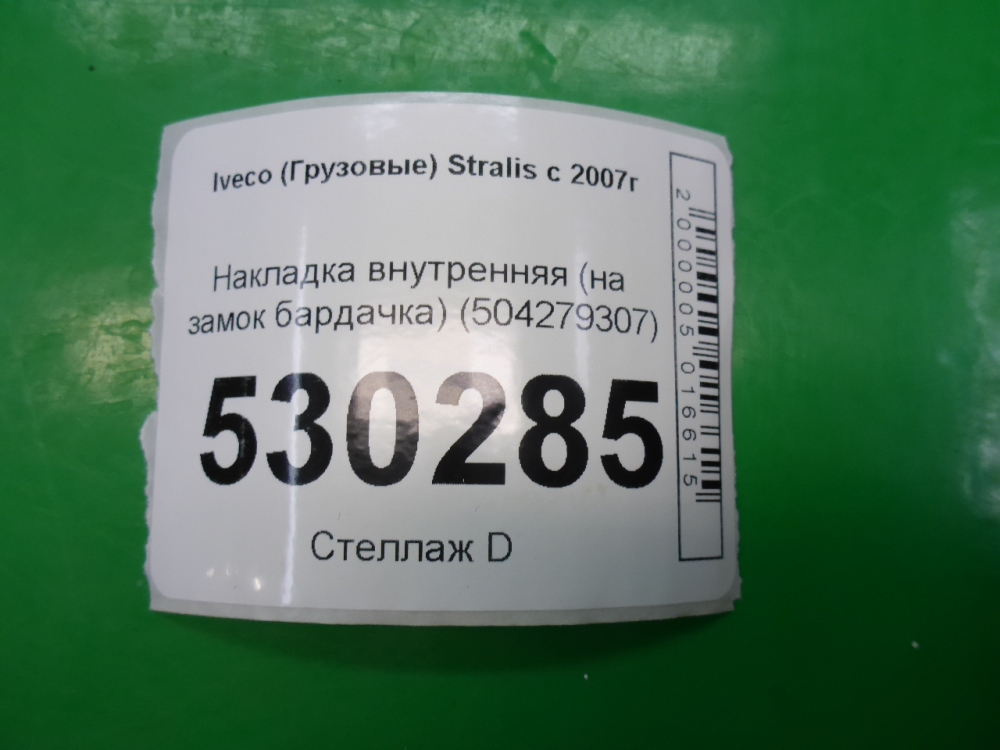 Iveco (Грузовые) Stralis с 2007г
Накладка внутренняя (на
замок бардачка) (504279307)
530285
Стеллаж D
2000005016615